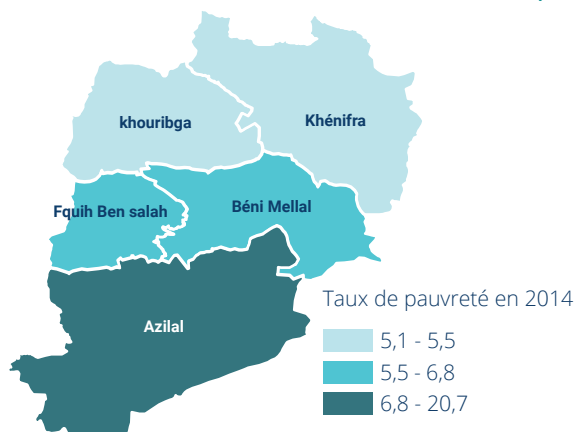 khouribga
Khénifra
Fquih Ben salah
Béni Mellal
Azilal
Taux de pauvreté en 2014
5,1 - 5,5
5,5 - 6,8
6,8 - 20,7